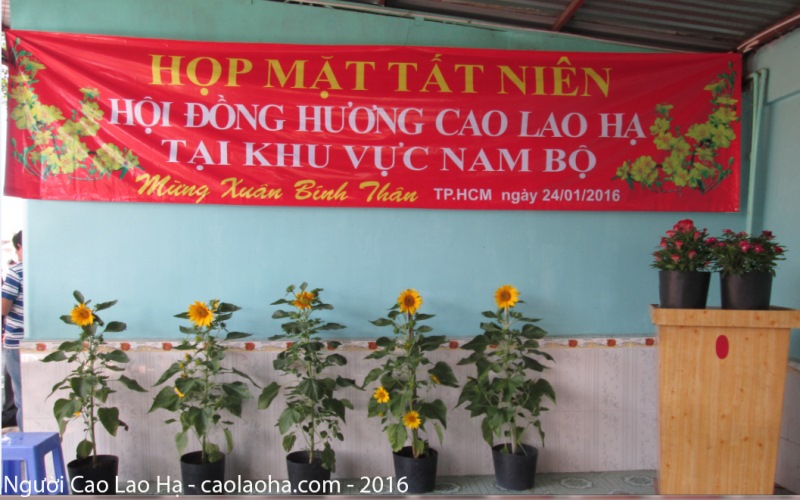 HỌP MẶT TẤT NIÊN
HỘI ĐỒNG HƯƠNG CAO LAO HẠ
TẠI KHU VỰC NAM BỘ
Mừng Xuân Bính Thân TP.HCM ngày 24/01/2016
Người Cao Lao Hạ - caolaoha.com - 2016